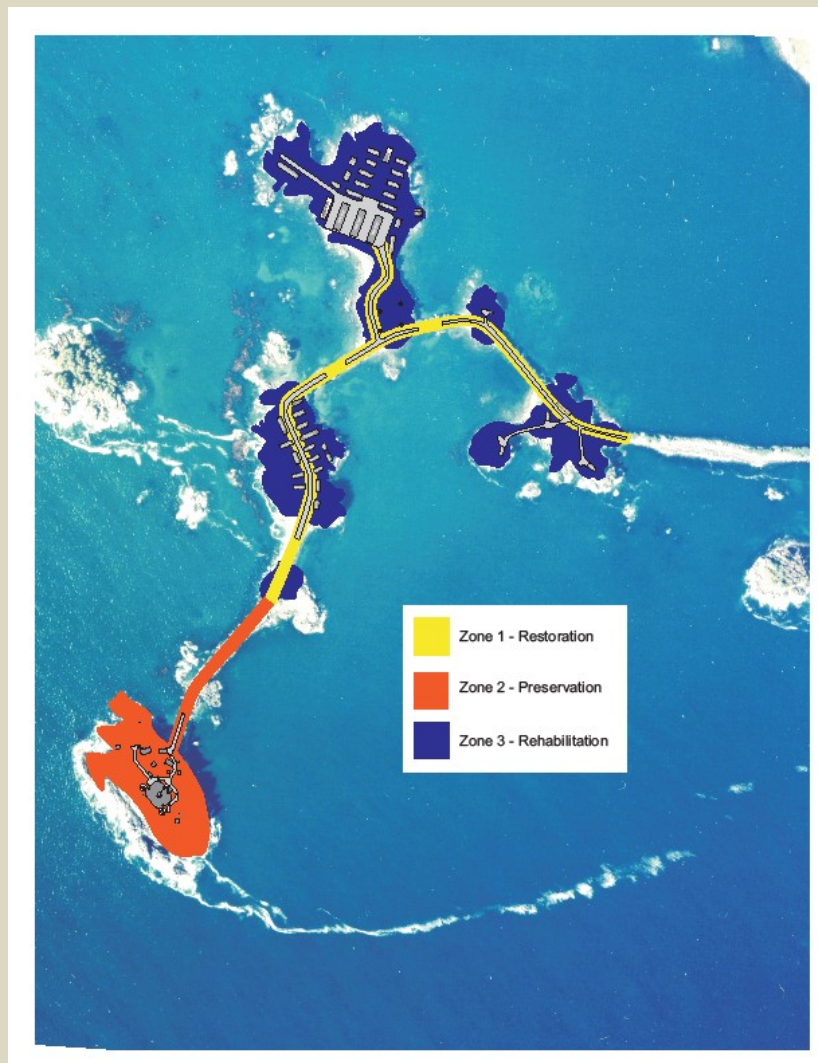 Zone 1 - Restoration
Zone 2 - Preservation
Zone 3 - Rehabilitation